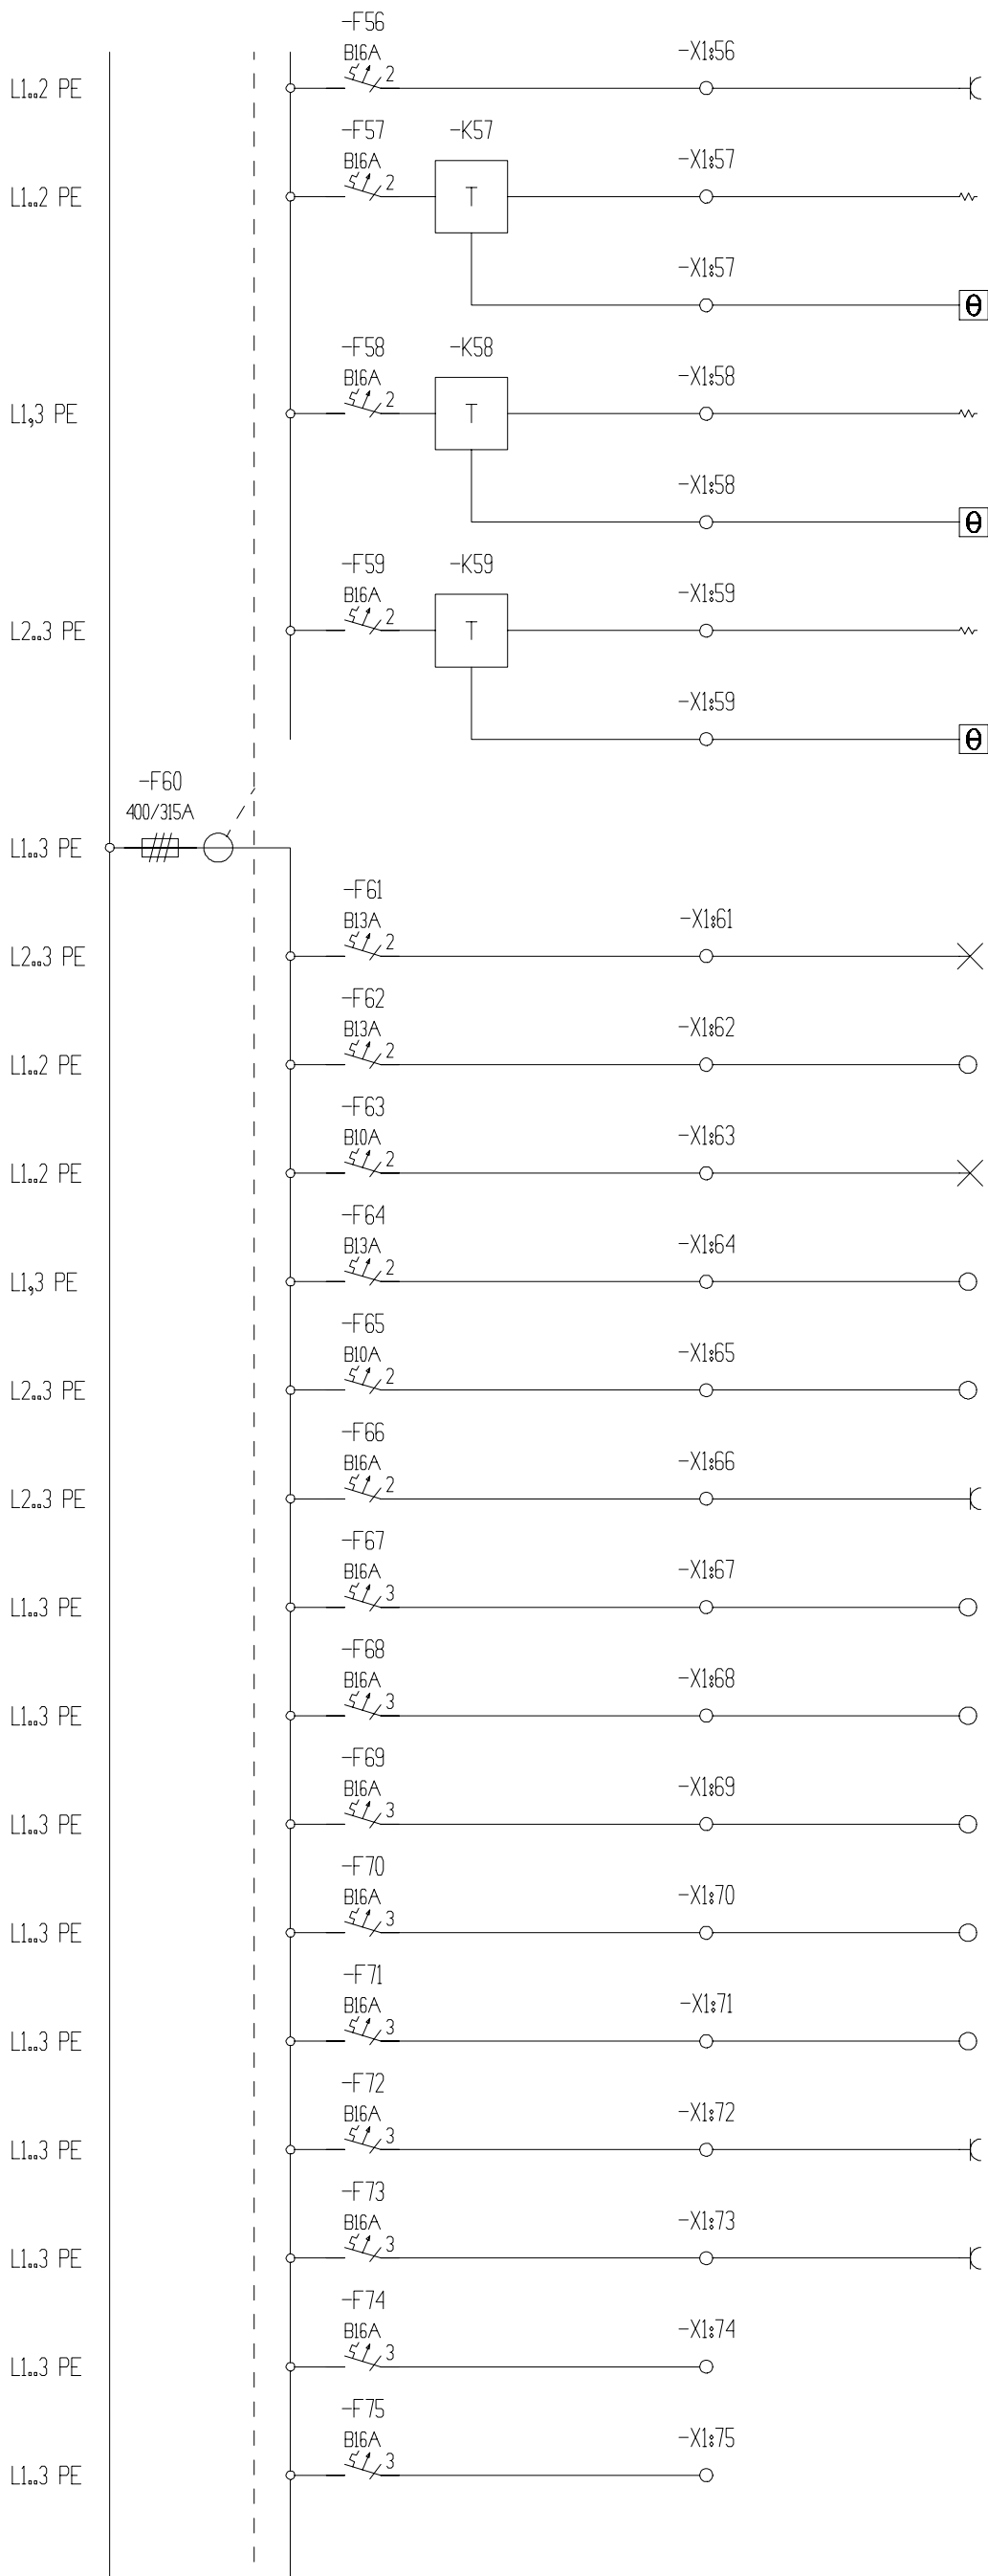 -F56
B16A
-X1:56
2
L1..2 PE
-F57
-K57
B16A
-X1:57
2
L1..2 PE
T
-X1:57
θ
-F58
-K58
B16A
-X1:58
2
L1,3 PE
T
-X1:58
θ
-F59
-K59
B16A
-X1:59
2
L2..3 PE
T
-X1:59
θ
-F60
400/315A
L1..3 PE
-F61
B13A
-X1:61
2
L2..3 PE
-F62
B13A
-X1:62
2
L1..2 PE
-F63
B10A
-X1:63
2
L1..2 PE
-F64
B13A
-X1:64
2
L1,3 PE
-F65
B10A
-X1:65
2
L2..3 PE
-F66
B16A
-X1:66
2
L2..3 PE
-F67
B16A
-X1:67
3
L1..3 PE
-F68
B16A
-X1:68
3
L1..3 PE
-F69
B16A
-X1:69
3
L1..3 PE
-F70
B16A
-X1:70
3
L1..3 PE
-F71
B16A
-X1:71
3
L1..3 PE
-F72
B16A
-X1:72
3
L1..3 PE
-F73
B16A
-X1:73
3
L1..3 PE
-F74
B16A
-X1:74
3
L1..3 PE
-F75
B16A
-X1:75
3
L1..3 PE